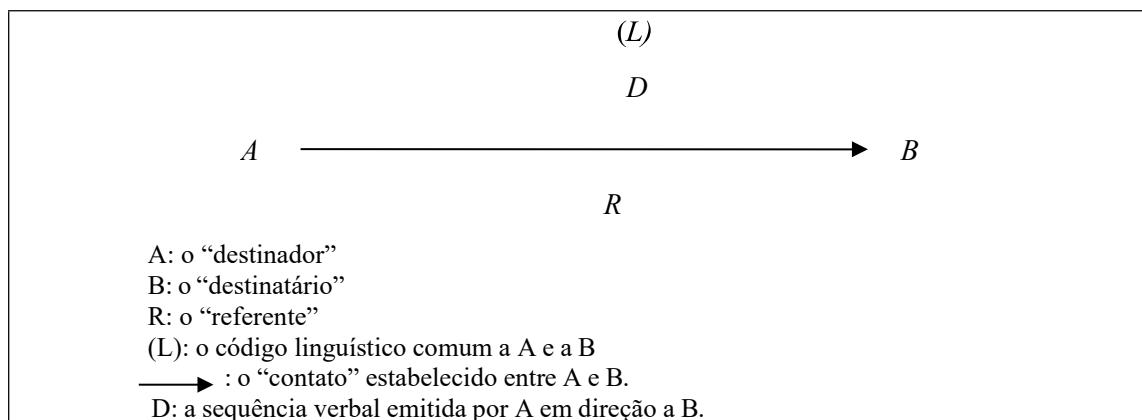 (L)
D
A B
R
A: o “destinador”
B: o “destinatário”
R: o “referente”
(L): o código linguístico comum a A e a B
: o “contato” estabelecido entre A e B.
D: a sequência verbal emitida por A em direção a B.